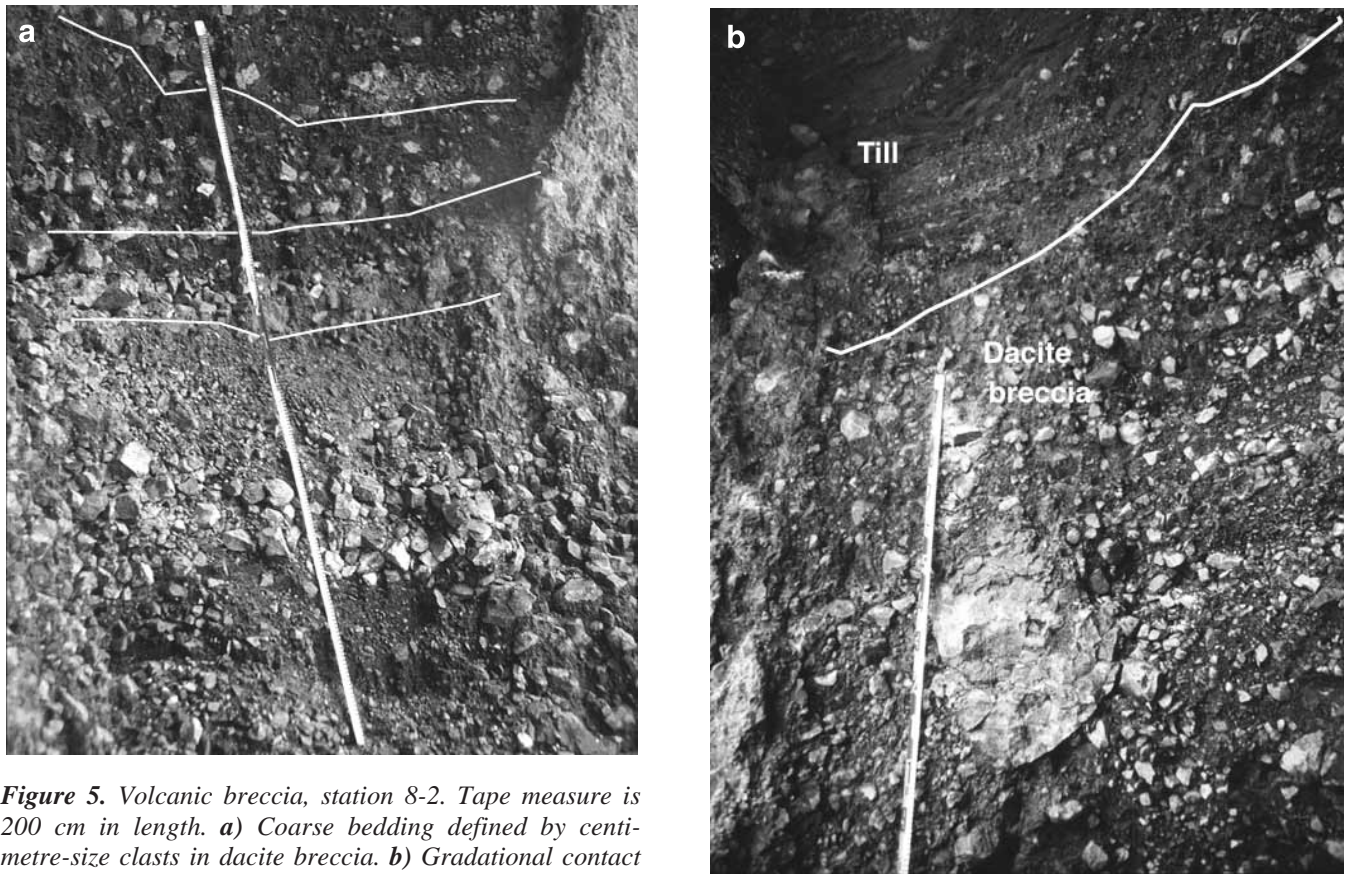 a
b
Till
Dacite
breccia
Figure 5. Volcanic breccia, station 8-2. Tape measure is
200 cm in length. a) Coarse bedding defined by centi-
metre-size clasts in dacite breccia. b) Gradational contact